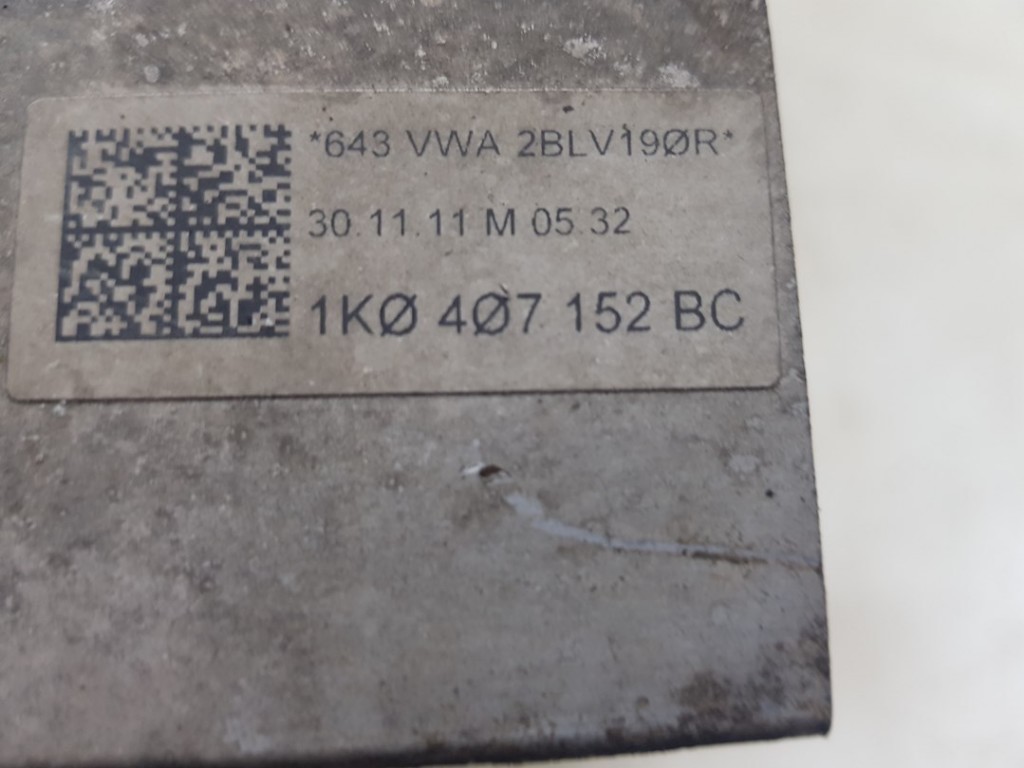 *643 VWA 2BLV19ØR*
30.11.11 M 05.32
1KØ 4Ø7 152 BC